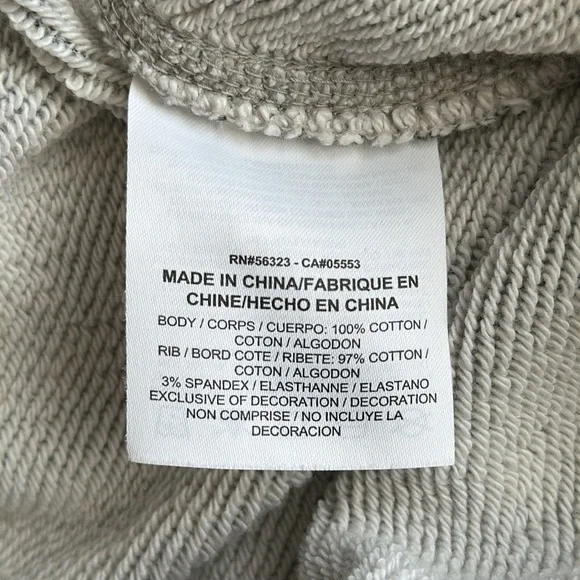 RN#56323 - CA#05553
MADE IN CHINA/FABRIQUE EN
CHINE/HECHO EN CHINA
BODY / CORPS / CUERPO: 100% COTTON /
COTON / ALGODON
RIB / BORD COTE / RIBETE: 97% COTTON /
COTON / ALGODON
3% SPANDEX / ELASTHANNE / ELASTANO
EXCLUSIVE OF DECORATION / DECORATION
NON COMPRISE / NO INCLUYE LA
DECORACION